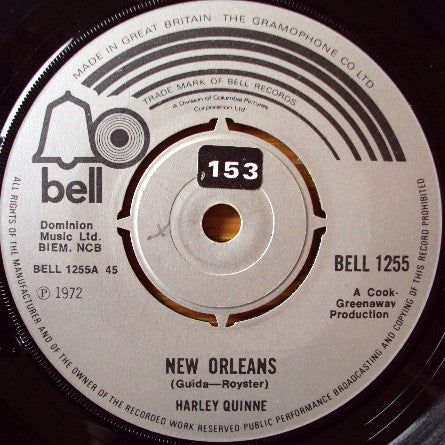 MADE IN GREAT BRITAIN: THE GRAMOPHONE CO LTD
TRADE MARK OF BELL RECORDS
A Division of Columbia Pictures
Corporation Ltd
bell
153
Dominion
Music Ltd.
BIEM. NCB
BELL 1255A 45
℗ 1972
BELL 1255
A Cook-
Greenaway
Production
NEW ORLEANS
(Guida—Royster)
HARLEY QUINNE
ALL RIGHTS OF THE MANUFACTURER AND OF THE OWNER OF THE RECORDED WORK RESERVED PUBLIC PERFORMANCE BROADCASTING AND COPYING OF THIS RECORD PROHIBITED